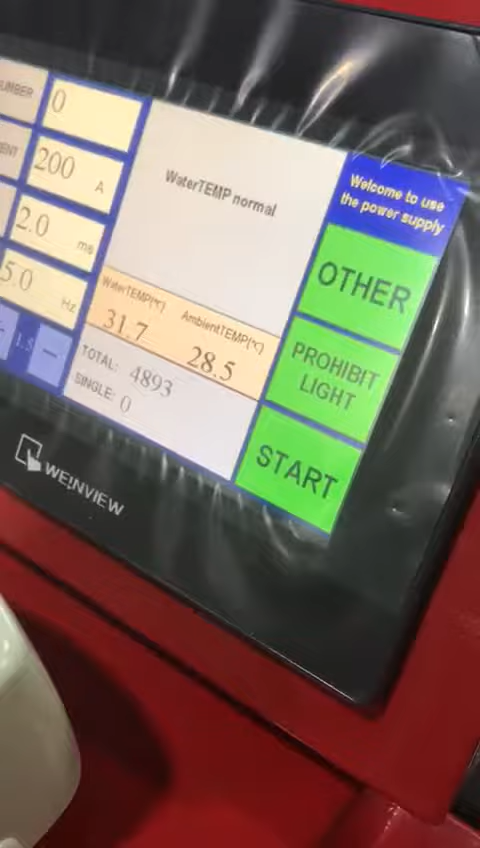 UMBER
0
ENT
200 A
2.0 ms
5.0 Hz
1.5
WaterTEMP normal
WaterTEMP(℃) AmbientTEMP(℃)
31.7 28.5
TOTAL: 4893
SINGLE: 0
Welcome to use
the power supply
OTHER
PROHIBIT
LIGHT
START
WEINVIEW